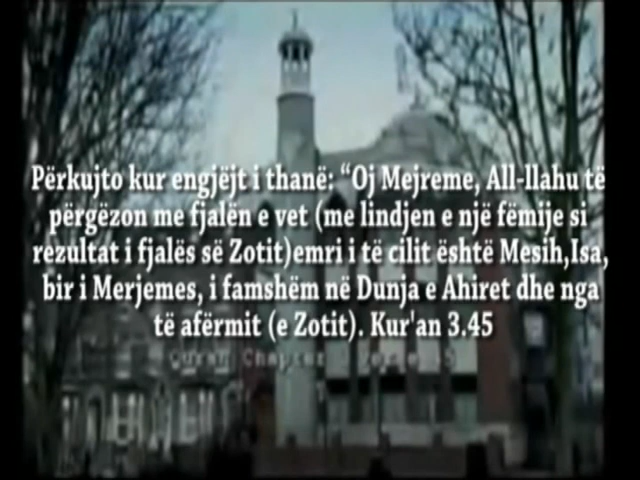 Përkujto kur engjëjt i thanë: “Oj Mejreme, All-llahu të
përgëzon me fjalën e vet (me lindjen e një fëmije si
rezultat i fjalës së Zotit)emri i të cilit është Mesih,Isa,
bir i Merjemes, i famshëm në Dunja e Ahiret dhe nga
të afërmit (e Zotit). Kur'an 3.45
Quran Chapter